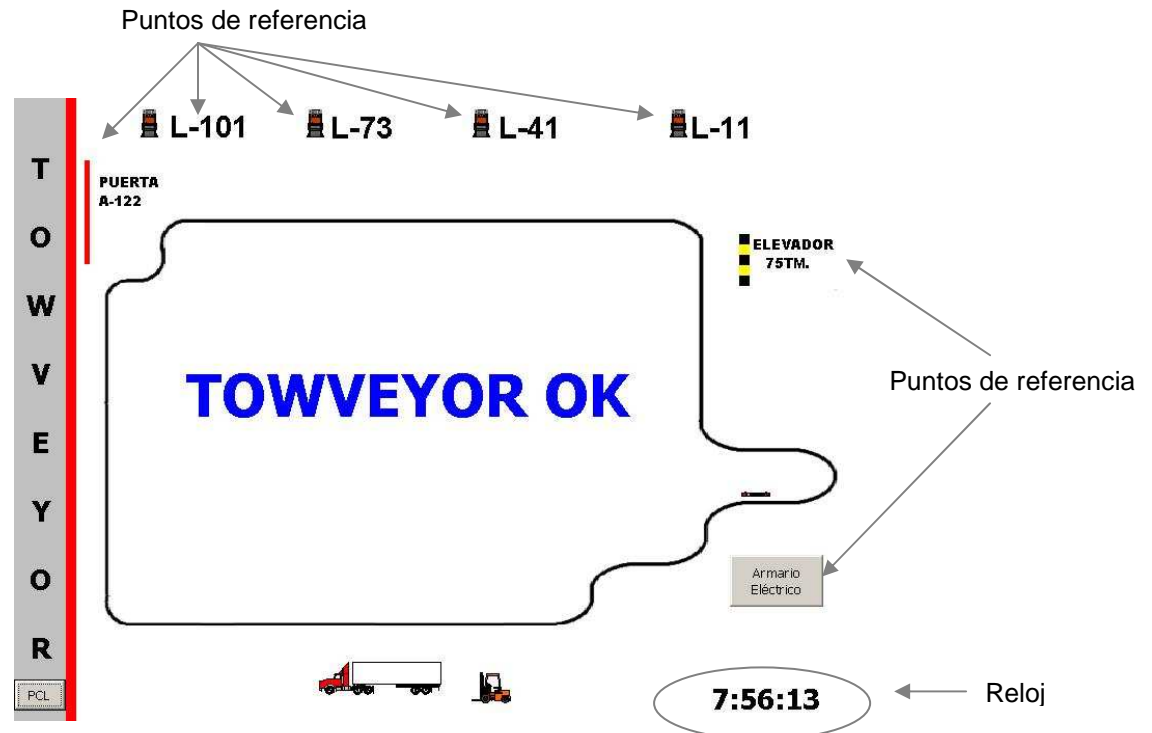 Puntos de referencia
L-101
L-73
L-41
L-11
TOWVEYOR
PUERTA
A-122
ELEVADOR
75TM.
TOWVEYOR OK
Puntos de referencia
Armario
Eléctrico
PCL
7:56:13
Reloj